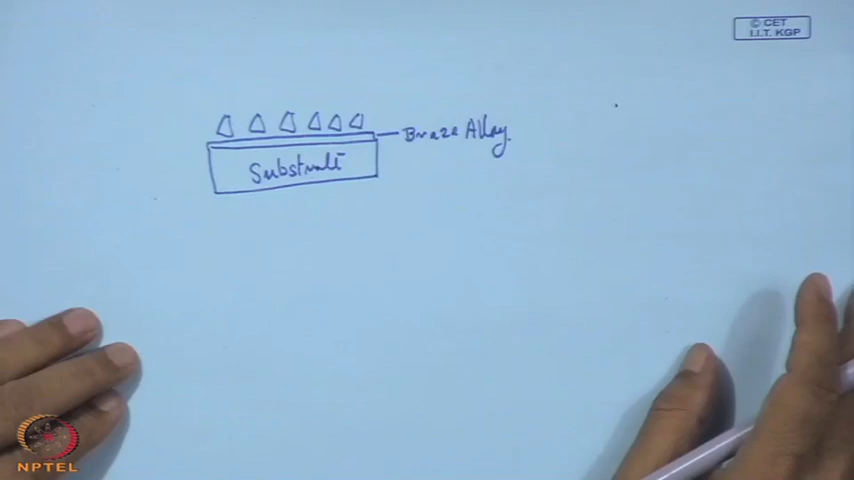 © CET
I.I.T. KGP
Braze Alloy.
Substrate
NPTEL